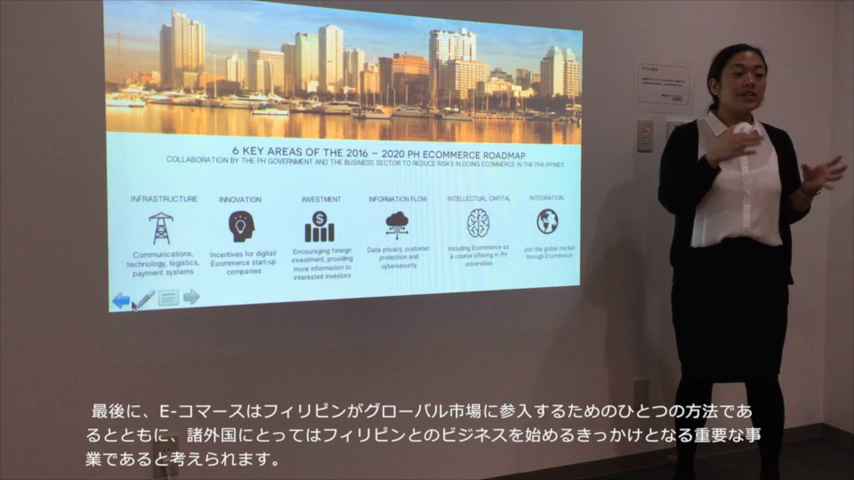 6 KEY AREAS OF THE 2016 – 2020 PH ECOMMERCE ROADMAP
COLLABORATION BY THE PH GOVERNMENT AND THE BUSINESS SECTOR TO REDUCE RISKS IN DOING ECOMMERCE IN THE PHILIPPINES
INFRASTRUCTURE
Communications,
technology, logistics,
payment systems
INNOVATION
Incentives for digital/
Ecommerce start-up
companies
INVESTMENT
Encouraging foreign
investment, providing
more information to
interested investors
INFORMATION FLOW
Data privacy, customer
protection and
cybersecurity
INTELLECTUAL CAPITAL
Including Ecommerce as
a course offering in PH
universities
INTEGRATION
Join the global market
through Ecommerce
最後に、E-コマースはフィリピンがグローバル市場に参入するためのひとつの方法であ
るとともに、諸外国にとってはフィリピンとのビジネスを始めるきっかけとなる重要な事
業であると考えられます。